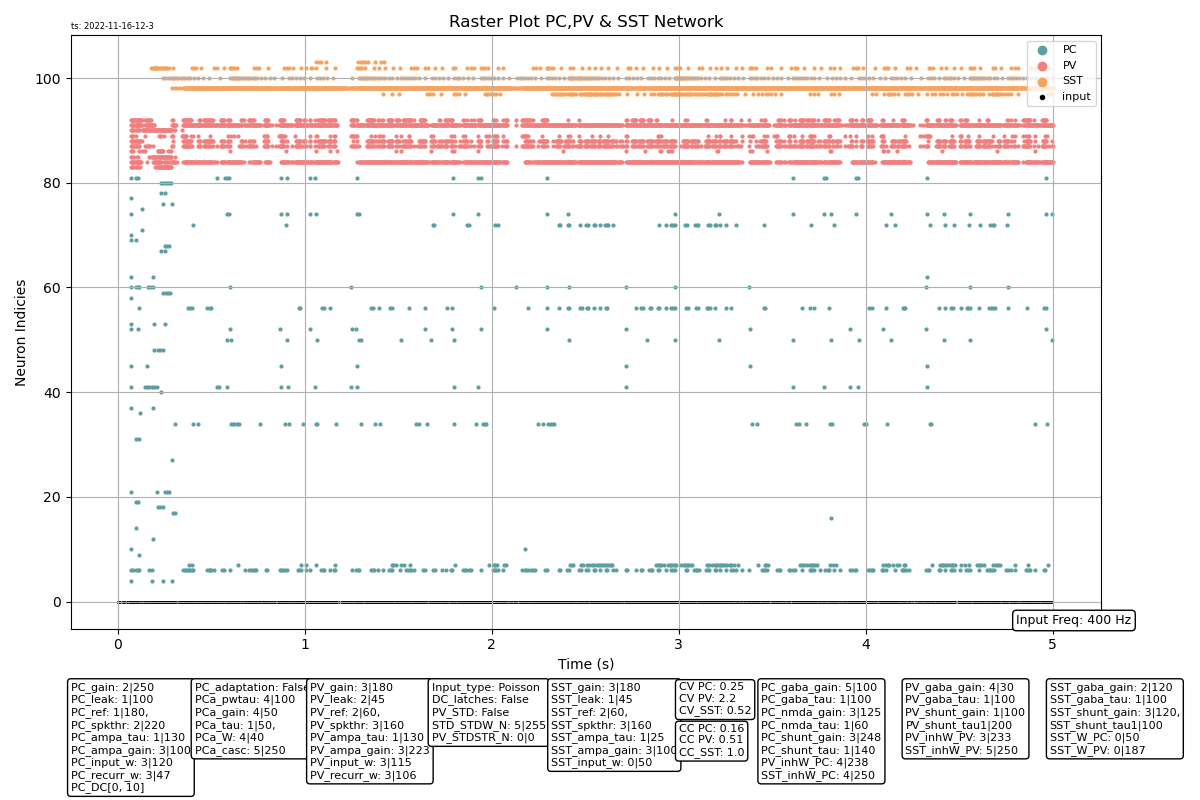 ts: 2022-11-16-12-3
Raster Plot PC,PV & SST Network
PC
PV
SST
input
Neuron Indicies
100
80
60
40
20
0
0
1
2
3
4
5
Time (s)
Input Freq: 400 Hz
PC_gain: 2|250
PC_leak: 1|100
PC_ref: 1|180,
PC_spkthr: 2|220
PC_ampa_tau: 1|130
PC_ampa_gain: 3|100
PC_input_w: 3|120
PC_recurr_w: 3|47
PC_DC[0, 10]
PC_adaptation: False
PCa_pwtau: 4|100
PCa_gain: 4|50
PCa_tau: 1|50,
PCa_W: 4|40
PCa_casc: 5|250
PV_gain: 3|180
PV_leak: 2|45
PV_ref: 2|60,
PV_spkthr: 3|160
PV_ampa_tau: 1|130
PV_ampa_gain: 3|223
PV_input_w: 3|115
PV_recurr_w: 3|106
Input_type: Poisson
DC_latches: False
PV_STD: False
STD_STDW_N: 5|255
PV_STDSTR_N: 0|0
SST_gain: 3|180
SST_leak: 1|45
SST_ref: 2|60,
SST_spkthr: 3|160
SST_ampa_tau: 1|25
SST_ampa_gain: 3|100
SST_input_w: 0|50
CV PC: 0.25
CV PV: 2.2
CV_SST: 0.52
CC PC: 0.16
CC PV: 0.51
CC_SST: 1.0
PC_gaba_gain: 5|100
PC_gaba_tau: 1|100
PC_nmda_gain: 3|125
PC_nmda_tau: 1|60
PC_shunt_gain: 3|248
PC_shunt_tau: 1|140
PV_inhW_PC: 4|238
SST_inhW_PC: 4|250
PV_gaba_gain: 4|30
PV_gaba_tau: 1|100
PV_shunt_gain: 1|100
PV_shunt_tau1|200
PV_inhW_PV: 3|233
SST_inhW_PV: 5|250
SST_gaba_gain: 2|120
SST_gaba_tau: 1|100
SST_shunt_gain: 3|120,
SST_shunt_tau1|100
SST_W_PC: 0|50
SST_W_PV: 0|187